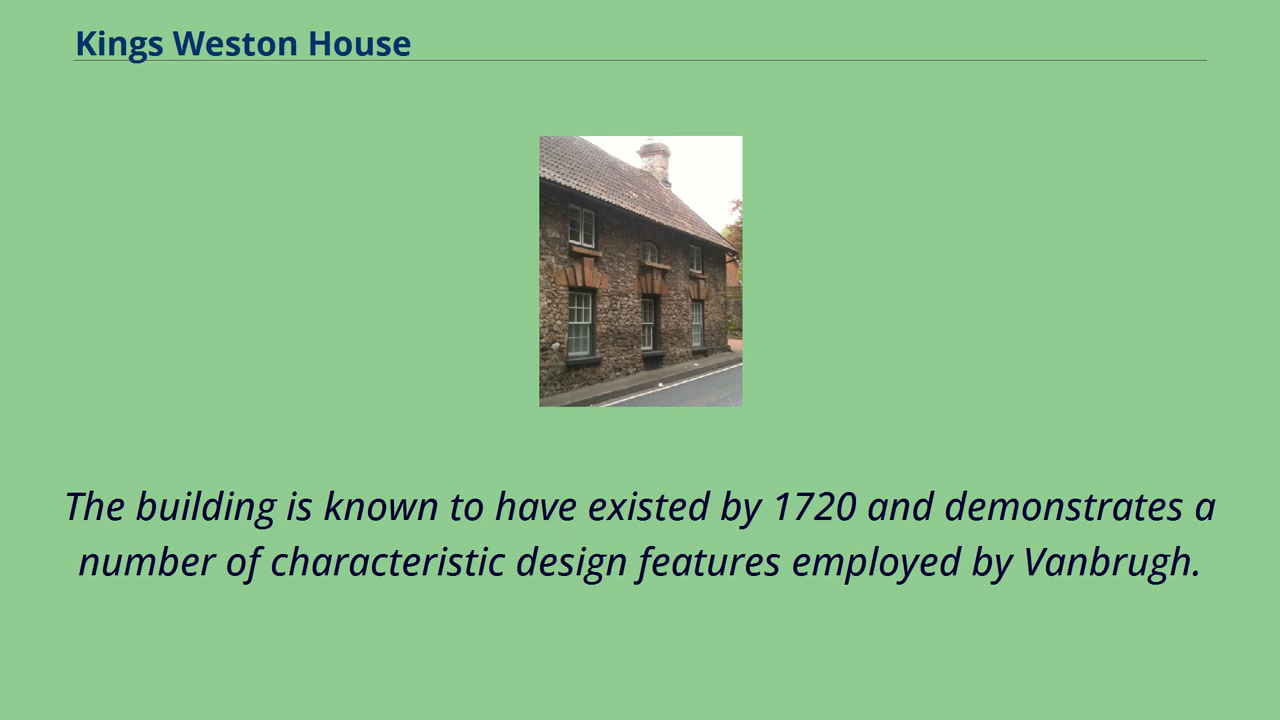 Kings Weston House
The building is known to have existed by 1720 and demonstrates a
number of characteristic design features employed by Vanbrugh.